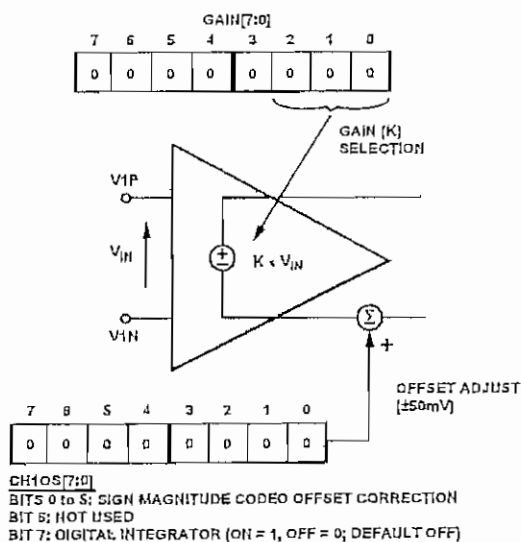 GAIN[7:0]
7 6 5 4 3 2 1 0
0 0 0 0 0 0 0 0
GAIN (K)
SELECTION
V1P
VIN
K × VIN
V1N
Σ
+
OFFSET ADJUST
(±50mV)
7 6 5 4 3 2 1 0
0 0 0 0 0 0 0 0
CH1OS[7:0]
BITS 0 to 5: SIGN MAGNITUDE CODED OFFSET CORRECTION
BIT 6: NOT USED
BIT 7: DIGITAL INTEGRATOR (ON = 1, OFF = 0; DEFAULT OFF)